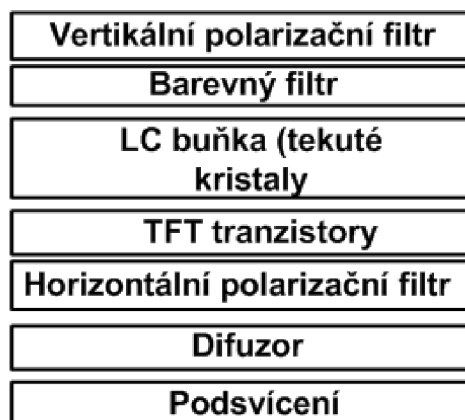 Vertikální polarizační filtr
Barevný filtr
LC buňka (tekuté
kristaly
TFT tranzistory
Horizontální polarizační filtr
Difuzor
Podsvícení